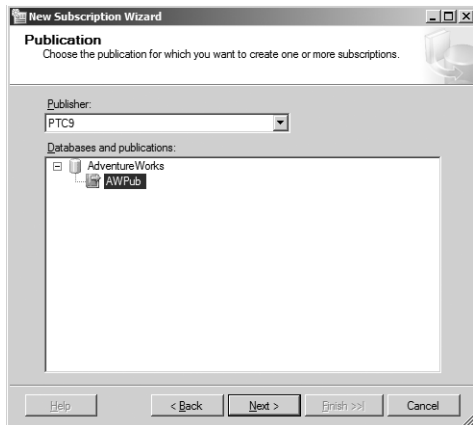 New Subscription Wizard
Publication
Choose the publication for which you want to create one or more subscriptions.
Publisher:
PTC9
Databases and publications:
AdventureWorks
AWPub
Help
< Back
Next >
Finish >>|
Cancel